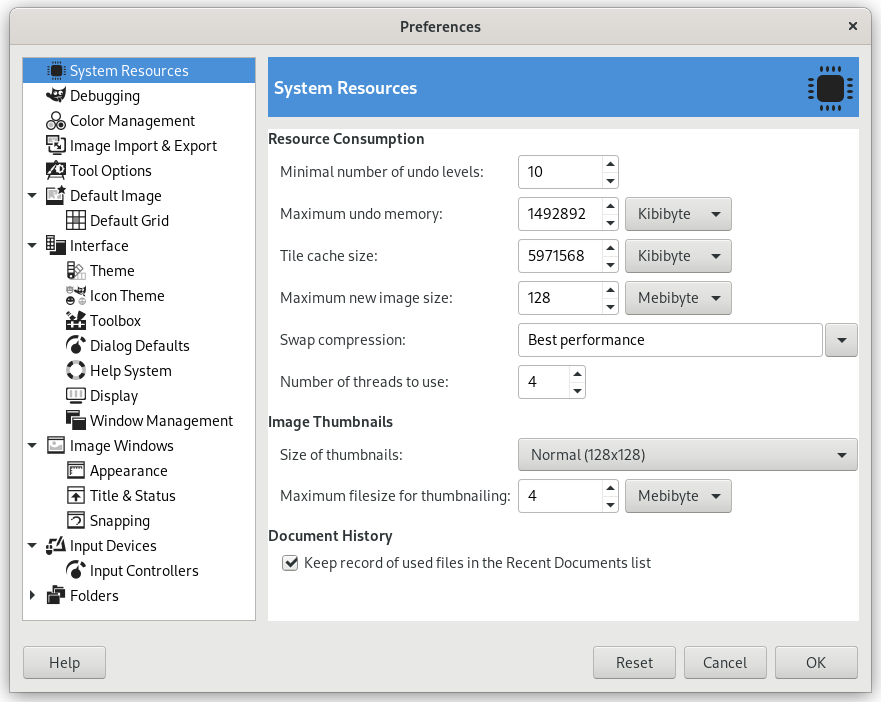 Preferences
System Resources
Debugging
Color Management
Image Import & Export
Tool Options
Default Image
Default Grid
Interface
Theme
Icon Theme
Toolbox
Dialog Defaults
Help System
Display
Window Management
Image Windows
Appearance
Title & Status
Snapping
Input Devices
Input Controllers
Folders
System Resources
Resource Consumption
Minimal number of undo levels: 10
Maximum undo memory: 1492892 Kibibyte
Tile cache size: 5971568 Kibibyte
Maximum new image size: 128 Mebibyte
Swap compression: Best performance
Number of threads to use: 4
Image Thumbnails
Size of thumbnails: Normal (128x128)
Maximum filesize for thumbnailing: 4 Mebibyte
Document History
Keep record of used files in the Recent Documents list
Help Reset Cancel OK